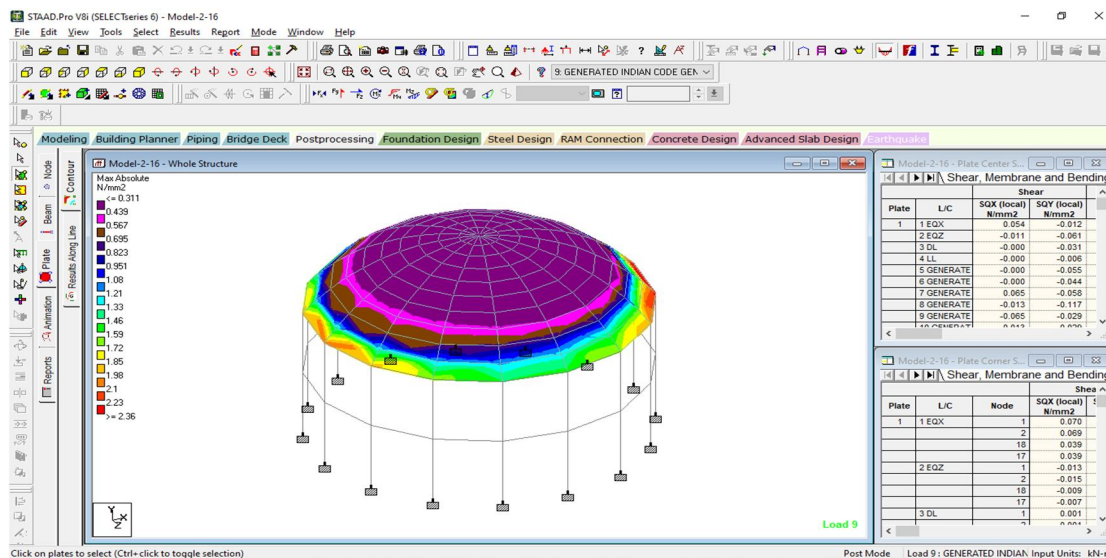 STAAD.Pro V8i (SELECTseries 6) - Model-2-16
File Edit View Tools Select Results Report Mode Window Help
9: GENERATED INDIAN CODE GEN
Modeling Building Planner Piping Bridge Deck Postprocessing Foundation Design Steel Design RAM Connection Concrete Design Advanced Slab Design Earthquake
Node
Beam
Plate
Animation
Reports
Contour
Results Along Line
Model-2-16 - Whole Structure
Max Absolute
N/mm2
<= 0.311
0.439
0.567
0.695
0.823
0.951
1.08
1.21
1.33
1.46
1.59
1.72
1.85
1.98
2.1
2.23
>= 2.36
Y
X
Z
Load 9
Model-2-16 - Plate Center S...
Shear, Membrane and Bending
Shear
Plate L/C SQX (local) N/mm2 SQY (local) N/mm2
1 1 EQX 0.054 -0.012
2 EQZ -0.011 -0.061
3 DL -0.000 -0.031
4 LL -0.000 -0.006
5 GENERATE -0.000 -0.055
6 GENERATE -0.000 -0.044
7 GENERATE 0.065 -0.058
8 GENERATE -0.013 -0.117
9 GENERATE -0.065 -0.029
Model-2-16 - Plate Corner S...
Shear, Membrane and Bending
Shea
Plate L/C Node SQX (local) N/mm2
1 1 EQX 1 0.070
2 0.069
18 0.039
17 0.039
2 EQZ 1 -0.013
2 -0.015
18 -0.009
17 -0.007
3 DL 1 0.001
Click on plates to select (Ctrl+click to toggle selection)
Post Mode Load 9 : GENERATED INDIAN Input Units: